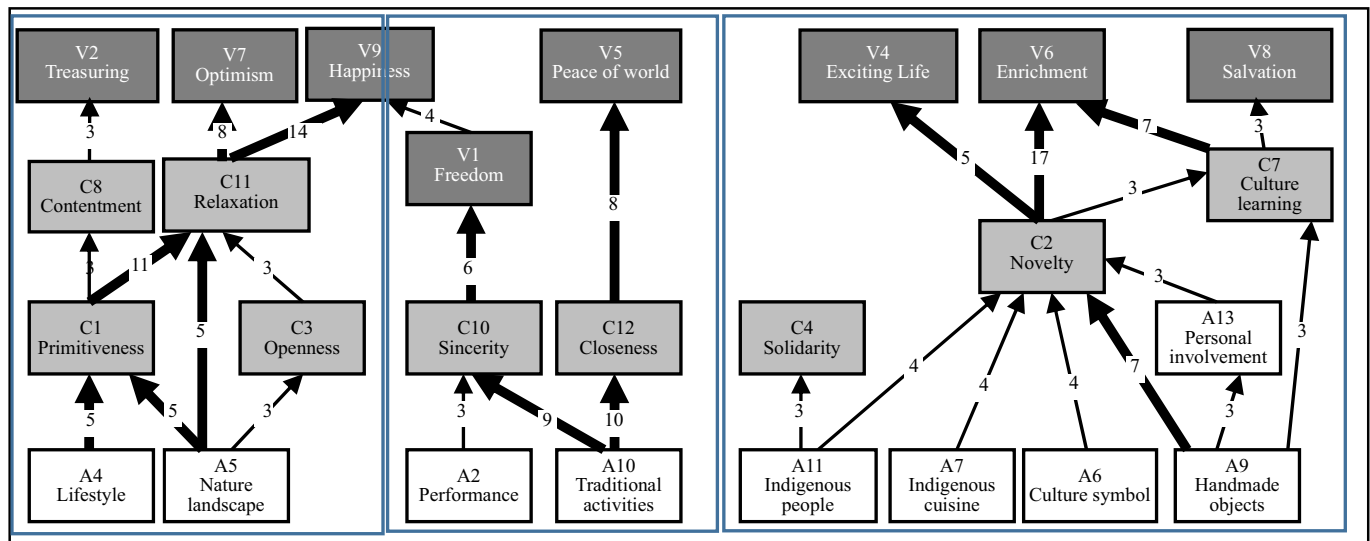 V2
Treasuring
V7
Optimism
V9
Happiness
V5
Peace of world
V4
Exciting Life
V6
Enrichment
V8
Salvation
3
8
14
4
5
17
7
3
V1
Freedom
C8
Contentment
C11
Relaxation
C7
Culture
learning
8
3
C2
Novelty
3
11
3
6
3
C1
Primitiveness
C3
Openness
C10
Sincerity
C12
Closeness
C4
Solidarity
A13
Personal
involvement
5
3
4
7
5
5
3
3
9
10
3
4
4
3
A4
Lifestyle
A5
Nature
landscape
A2
Performance
A10
Traditional
activities
A11
Indigenous
people
A7
Indigenous
cuisine
A6
Culture symbol
A9
Handmade
objects